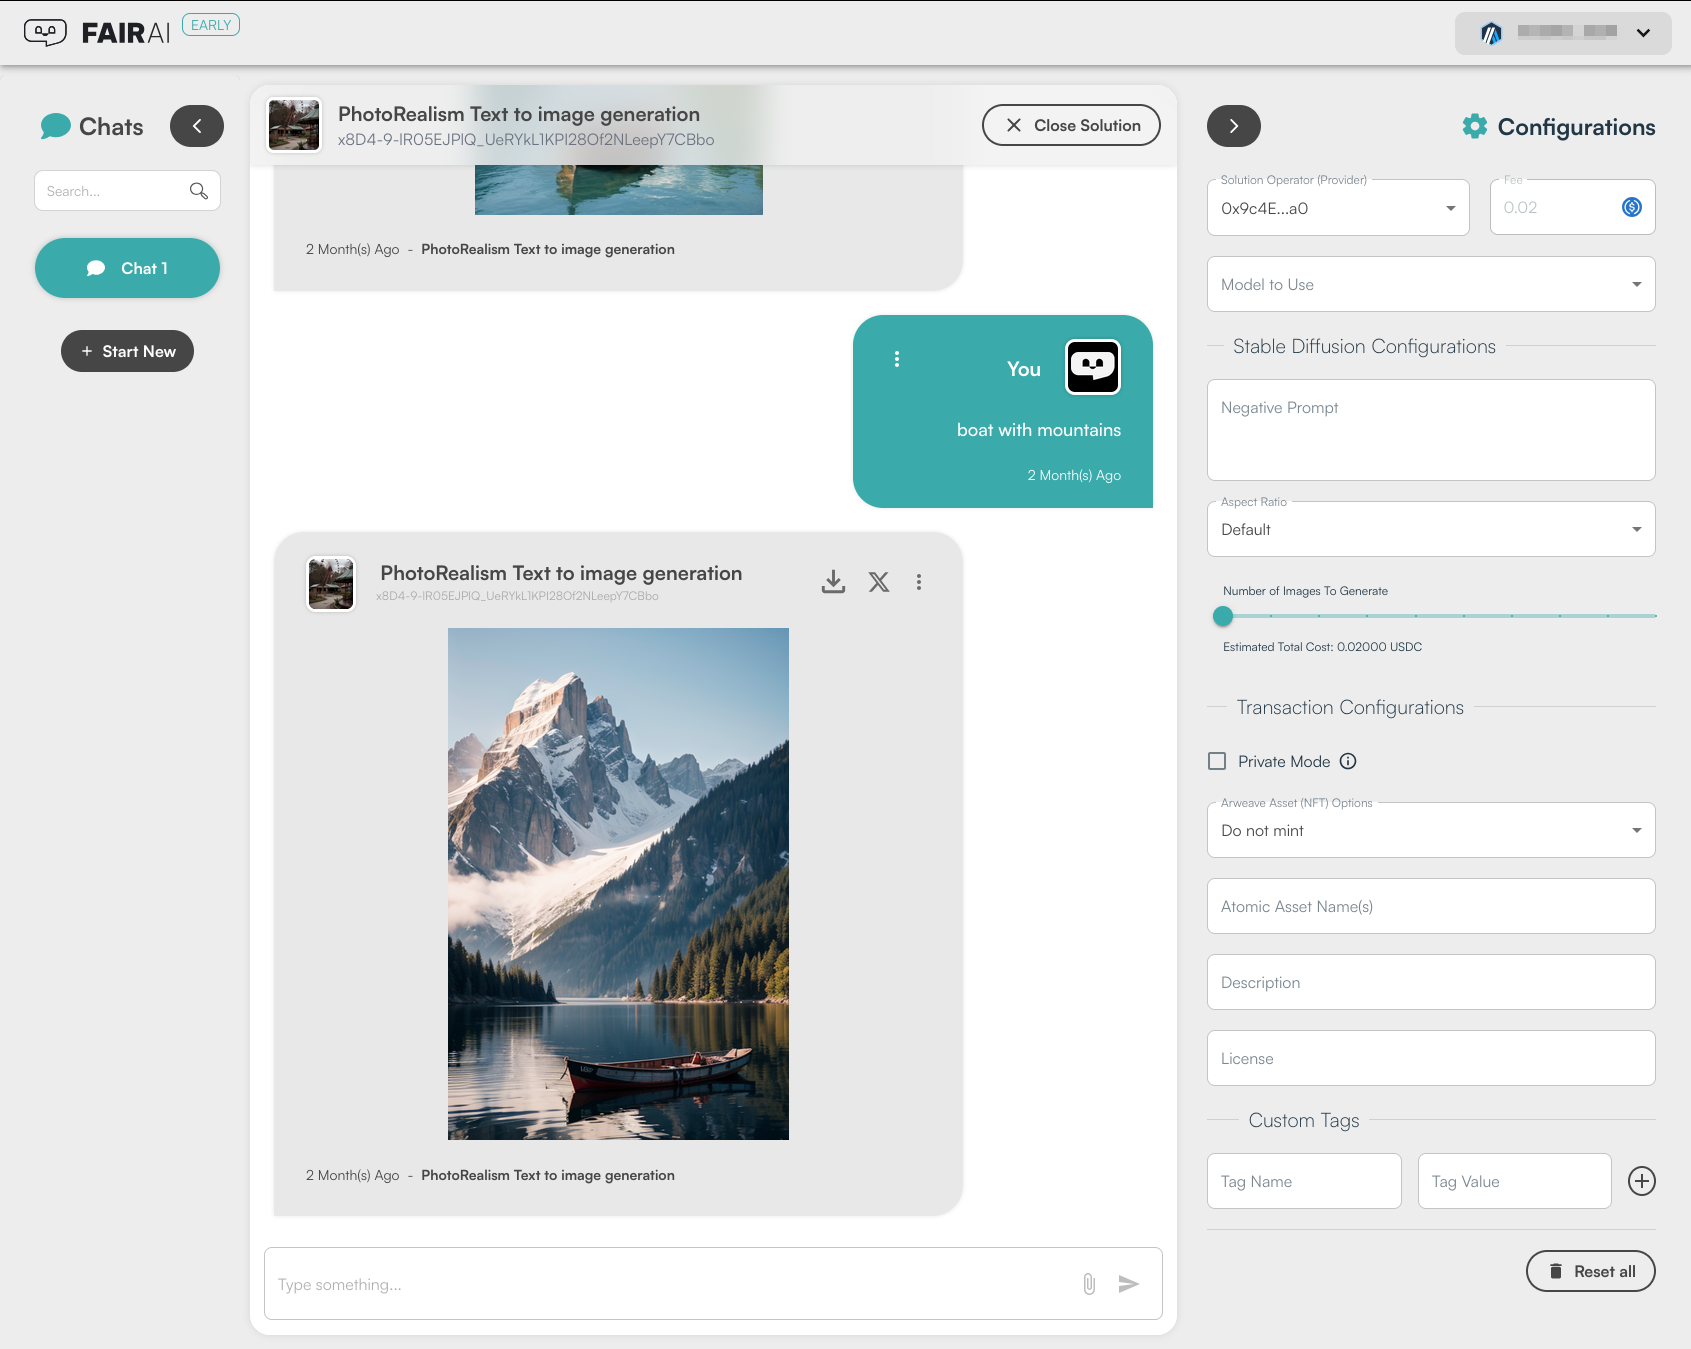 FAIRAI EARLY
Chats
Search...
Chat 1
+ Start New
PhotoRealism Text to image generation
x8D4-9-IR05EJPIQ_UeRYkL1KPI28Of2NLeepY7CBbo
Close Solution
2 Month(s) Ago - PhotoRealism Text to image generation
You
boat with mountains
2 Month(s) Ago
PhotoRealism Text to image generation
x8D4-9-IR05EJPIQ_UeRYkL1KPI28Of2NLeepY7CBbo
2 Month(s) Ago - PhotoRealism Text to image generation
Type something...
Configurations
Solution Operator (Provider)
0x9c4E...a0
Fee
0.02
Model to Use
Stable Diffusion Configurations
Negative Prompt
Aspect Ratio
Default
Number of Images To Generate
Estimated Total Cost: 0.02000 USDC
Transaction Configurations
Private Mode
Arweave Asset (NFT) Options
Do not mint
Atomic Asset Name(s)
Description
License
Custom Tags
Tag Name
Tag Value
Reset all